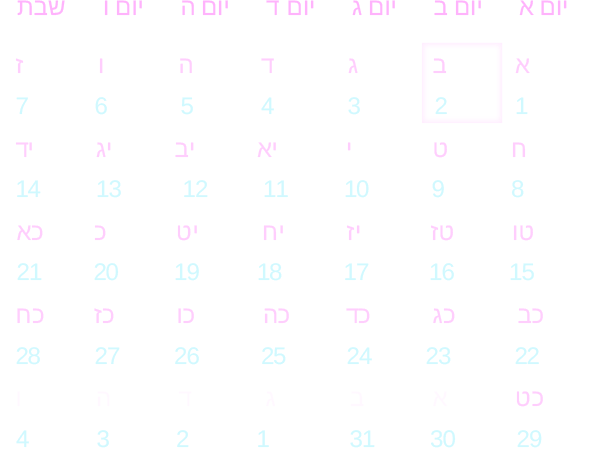 יום א יום ב יום ג יום ד יום ה יום ו שבת
א ב ג ד ה ו ז
1 2 3 4 5 6 7
ח ט י יא יב יג יד
8 9 10 11 12 13 14
טו טז יז יח יט כ כא
15 16 17 18 19 20 21
כב כג כד כה כו כז כח
22 23 24 25 26 27 28
כט א ב ג ד ה ו
29 30 31 1 2 3 4